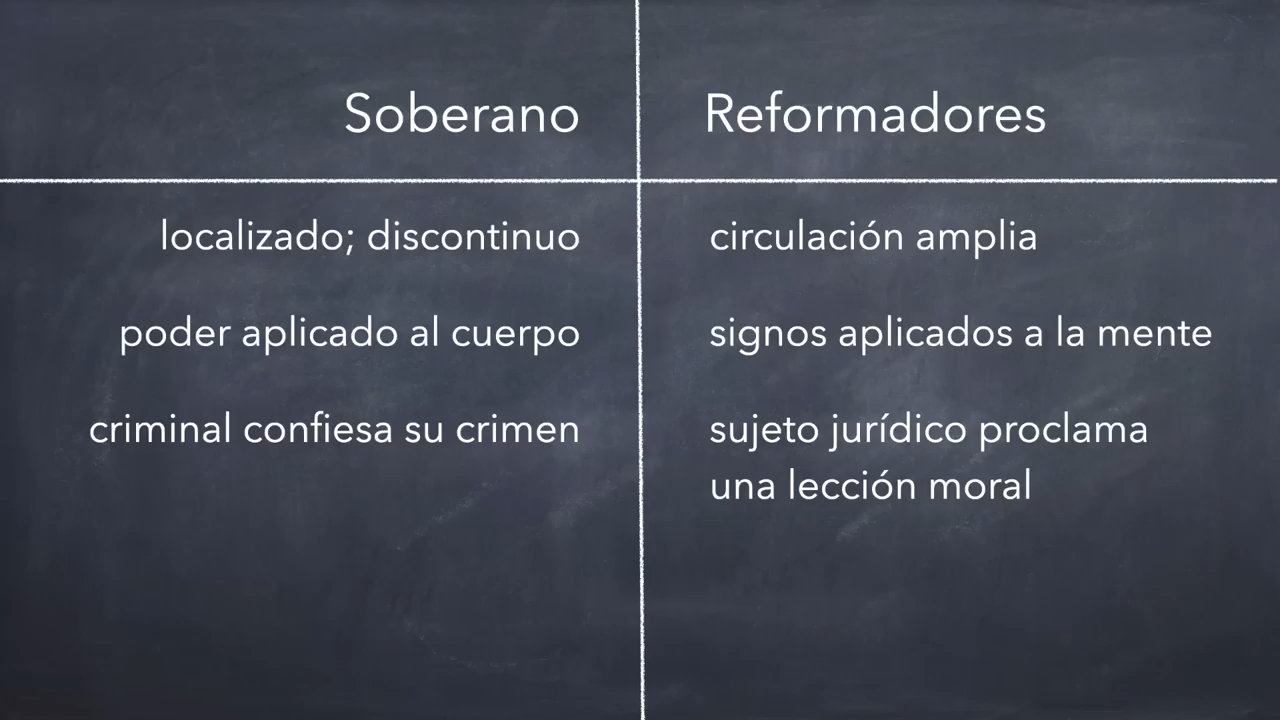 Soberano
Reformadores
localizado; discontinuo
circulación amplia
poder aplicado al cuerpo
signos aplicados a la mente
criminal confiesa su crimen
sujeto jurídico proclama
una lección moral